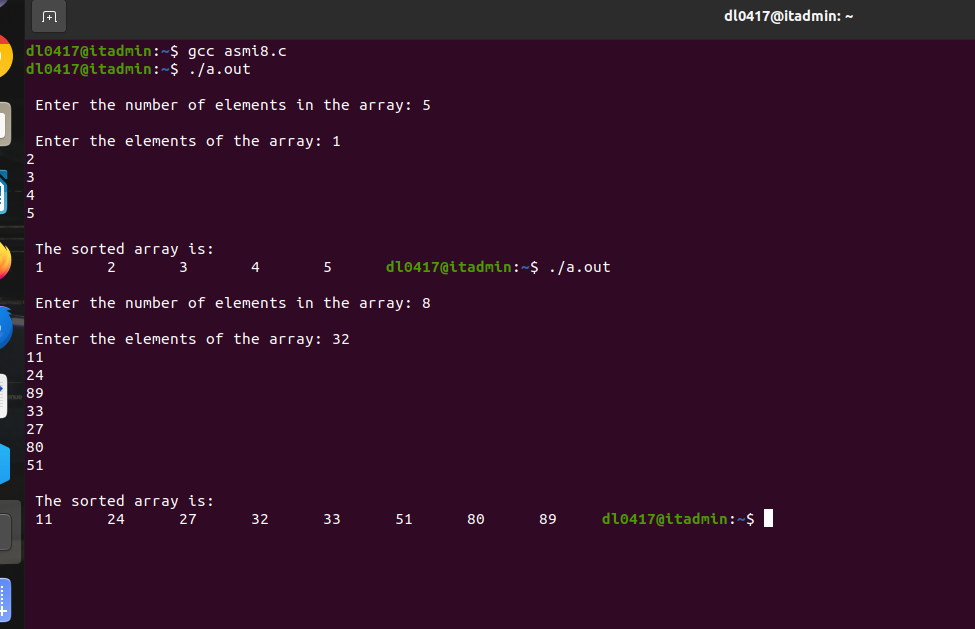 dl0417@itadmin: ~
dl0417@itadmin:~$ gcc asmi8.c
dl0417@itadmin:~$ ./a.out
Enter the number of elements in the array: 5
Enter the elements of the array: 1
2
3
4
5
The sorted array is:
1 2 3 4 5 dl0417@itadmin:~$ ./a.out
Enter the number of elements in the array: 8
Enter the elements of the array: 32
11
24
89
33
27
80
51
The sorted array is:
11 24 27 32 33 51 80 89 dl0417@itadmin:~$